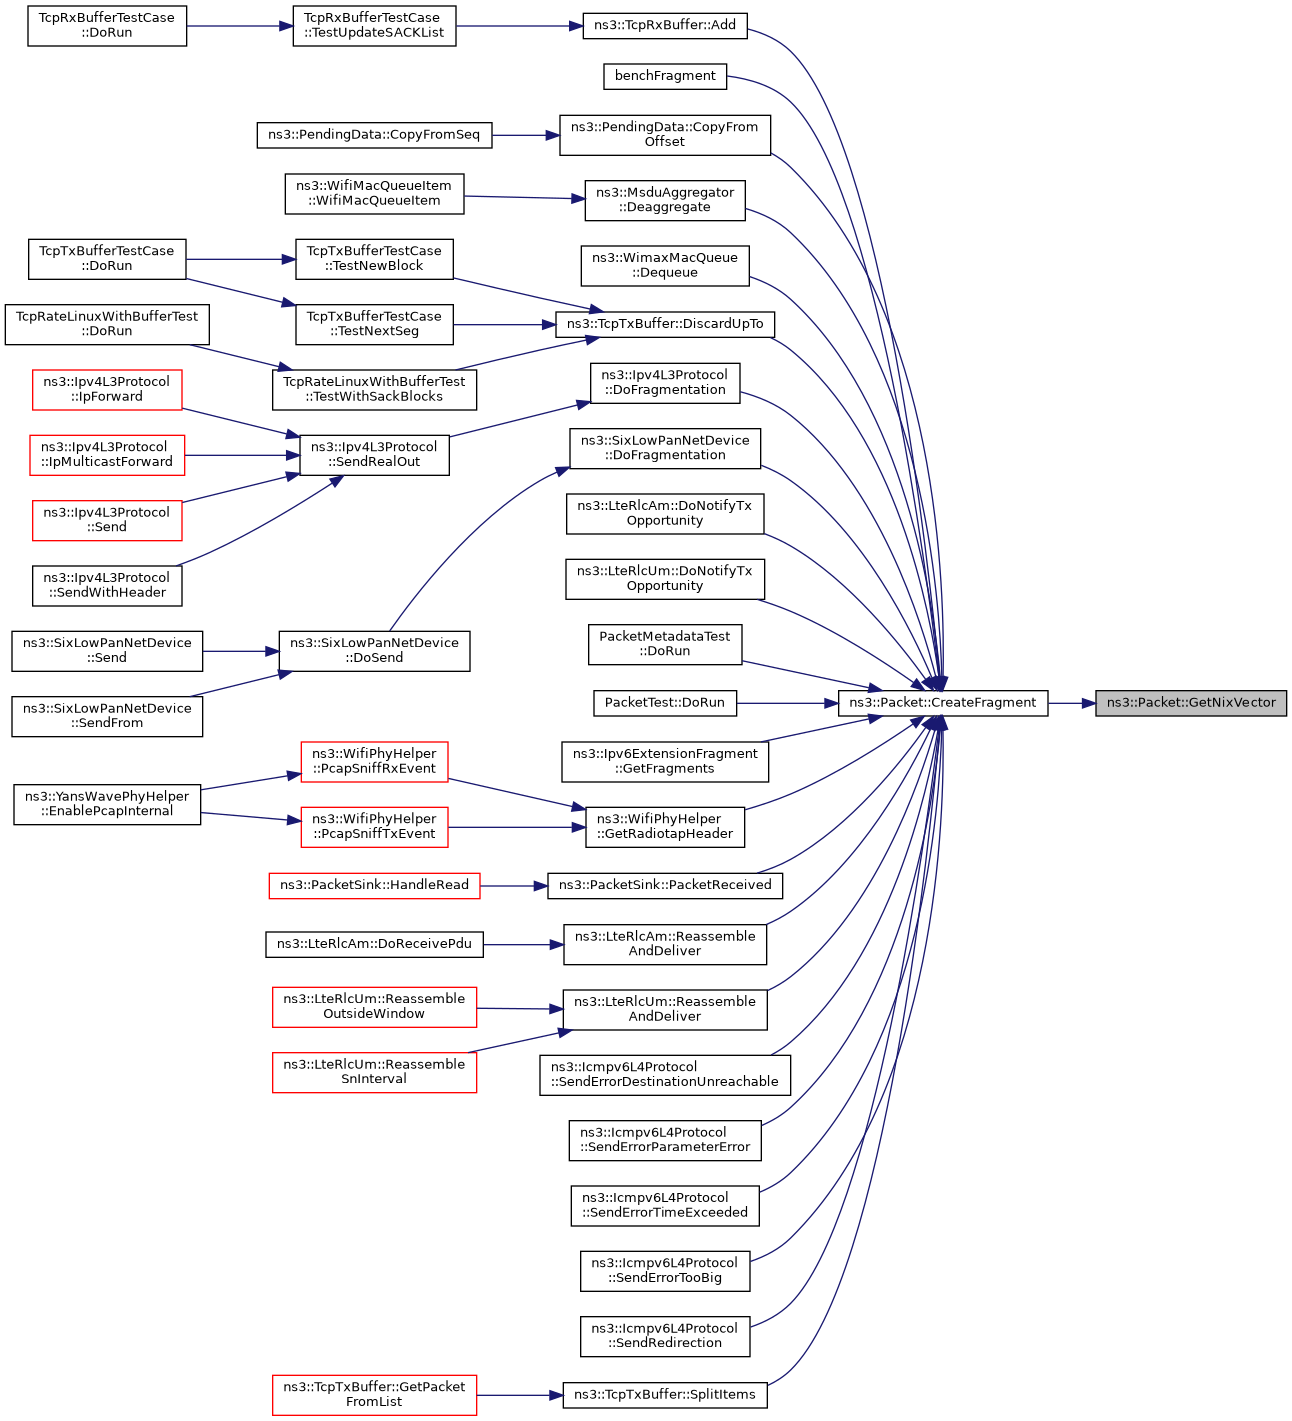 TcpRxBufferTestCase
::DoRun
TcpRxBufferTestCase
::TestUpdateSACKList
ns3::TcpRxBuffer::Add
benchFragment
ns3::PendingData::CopyFromSeq
ns3::PendingData::CopyFrom
Offset
ns3::WifiMacQueueItem
::WifiMacQueueItem
ns3::MsduAggregator
::Deaggregate
TcpTxBufferTestCase
::DoRun
TcpTxBufferTestCase
::TestNewBlock
ns3::WimaxMacQueue
::Dequeue
TcpRateLinuxWithBufferTest
::DoRun
TcpTxBufferTestCase
::TestNextSeg
ns3::TcpTxBuffer::DiscardUpTo
ns3::Ipv4L3Protocol
::IpForward
TcpRateLinuxWithBufferTest
::TestWithSackBlocks
ns3::Ipv4L3Protocol
::DoFragmentation
ns3::Ipv4L3Protocol
::IpMulticastForward
ns3::Ipv4L3Protocol
::SendRealOut
ns3::SixLowPanNetDevice
::DoFragmentation
ns3::Ipv4L3Protocol
::Send
ns3::LteRlcAm::DoNotifyTx
Opportunity
ns3::Ipv4L3Protocol
::SendWithHeader
ns3::LteRlcUm::DoNotifyTx
Opportunity
ns3::SixLowPanNetDevice
::Send
ns3::SixLowPanNetDevice
::DoSend
PacketMetadataTest
::DoRun
ns3::SixLowPanNetDevice
::SendFrom
PacketTest::DoRun
ns3::Packet::CreateFragment
ns3::Packet::GetNixVector
ns3::YansWavePhyHelper
::EnablePcapInternal
ns3::WifiPhyHelper
::PcapSniffRxEvent
ns3::Ipv6ExtensionFragment
::GetFragments
ns3::WifiPhyHelper
::PcapSniffTxEvent
ns3::WifiPhyHelper
::GetRadiotapHeader
ns3::PacketSink::HandleRead
ns3::PacketSink::PacketReceived
ns3::LteRlcAm::DoReceivePdu
ns3::LteRlcAm::Reassemble
AndDeliver
ns3::LteRlcUm::Reassemble
OutsideWindow
ns3::LteRlcUm::Reassemble
AndDeliver
ns3::LteRlcUm::Reassemble
SnInterval
ns3::Icmpv6L4Protocol
::SendErrorDestinationUnreachable
ns3::Icmpv6L4Protocol
::SendErrorParameterError
ns3::Icmpv6L4Protocol
::SendErrorTimeExceeded
ns3::Icmpv6L4Protocol
::SendErrorTooBig
ns3::Icmpv6L4Protocol
::SendRedirection
ns3::TcpTxBuffer::GetPacket
FromList
ns3::TcpTxBuffer::SplitItems